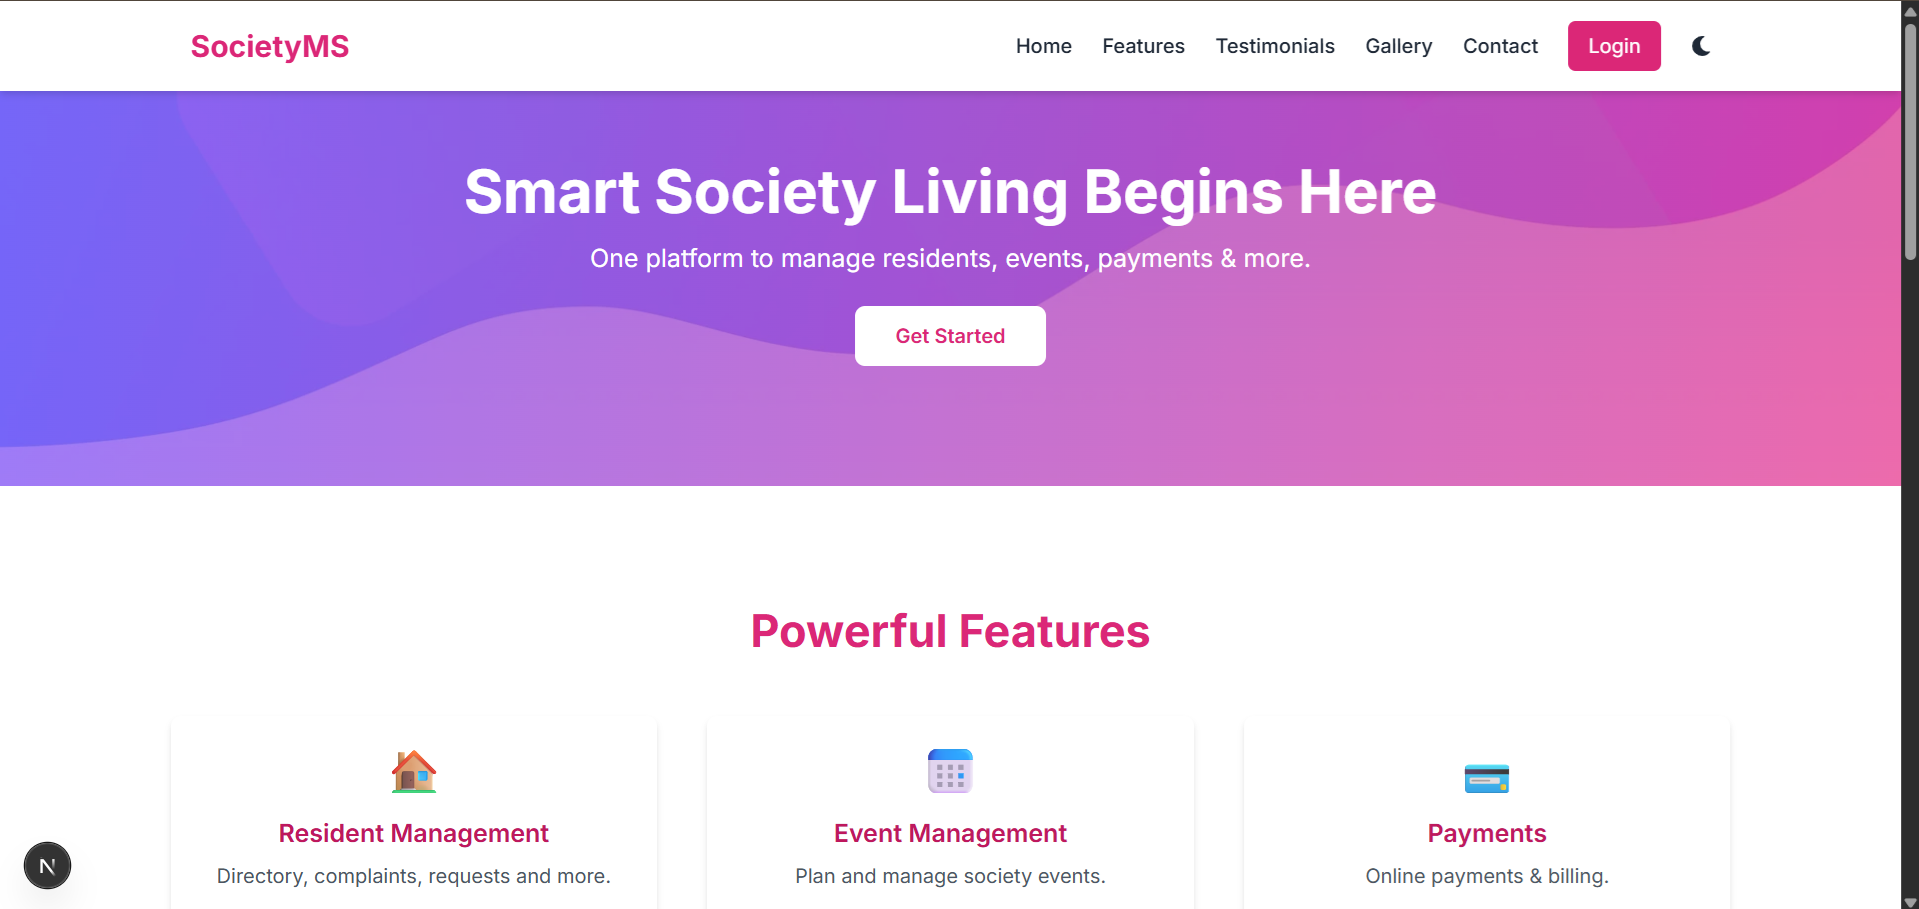 SocietyMS
Home
Features
Testimonials
Gallery
Contact
Login
Smart Society Living Begins Here
One platform to manage residents, events, payments & more.
Get Started
Powerful Features
Resident Management
Directory, complaints, requests and more.
Event Management
Plan and manage society events.
Payments
Online payments & billing.
N